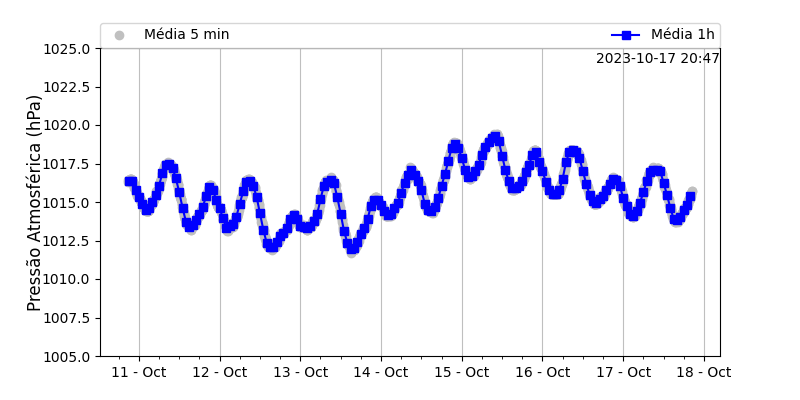 Média 5 min
Média 1h
2023-10-17 20:47
Pressão Atmosférica (hPa)
1025.0
1022.5
1020.0
1017.5
1015.0
1012.5
1010.0
1007.5
1005.0
11 - Oct
12 - Oct
13 - Oct
14 - Oct
15 - Oct
16 - Oct
17 - Oct
18 - Oct